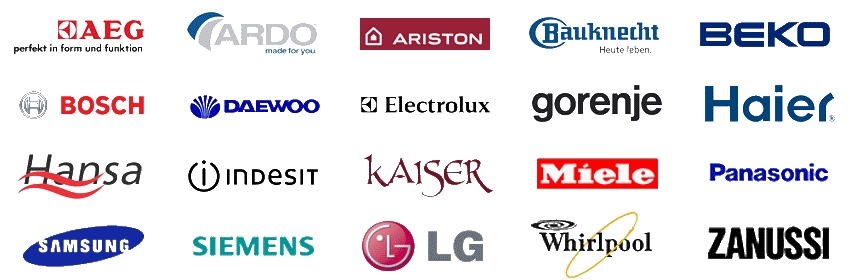 AEG
perfekt in form und funktion
ARDO
made for you.
ARISTON
Bauknecht
Heute leben.
BEKO
BOSCH
DAEWOO
Electrolux
gorenje
Haier®
Hansa
INDESIT
KAISER
Miele
Panasonic
SAMSUNG
SIEMENS
LG
Whirlpool
ZANUSSI